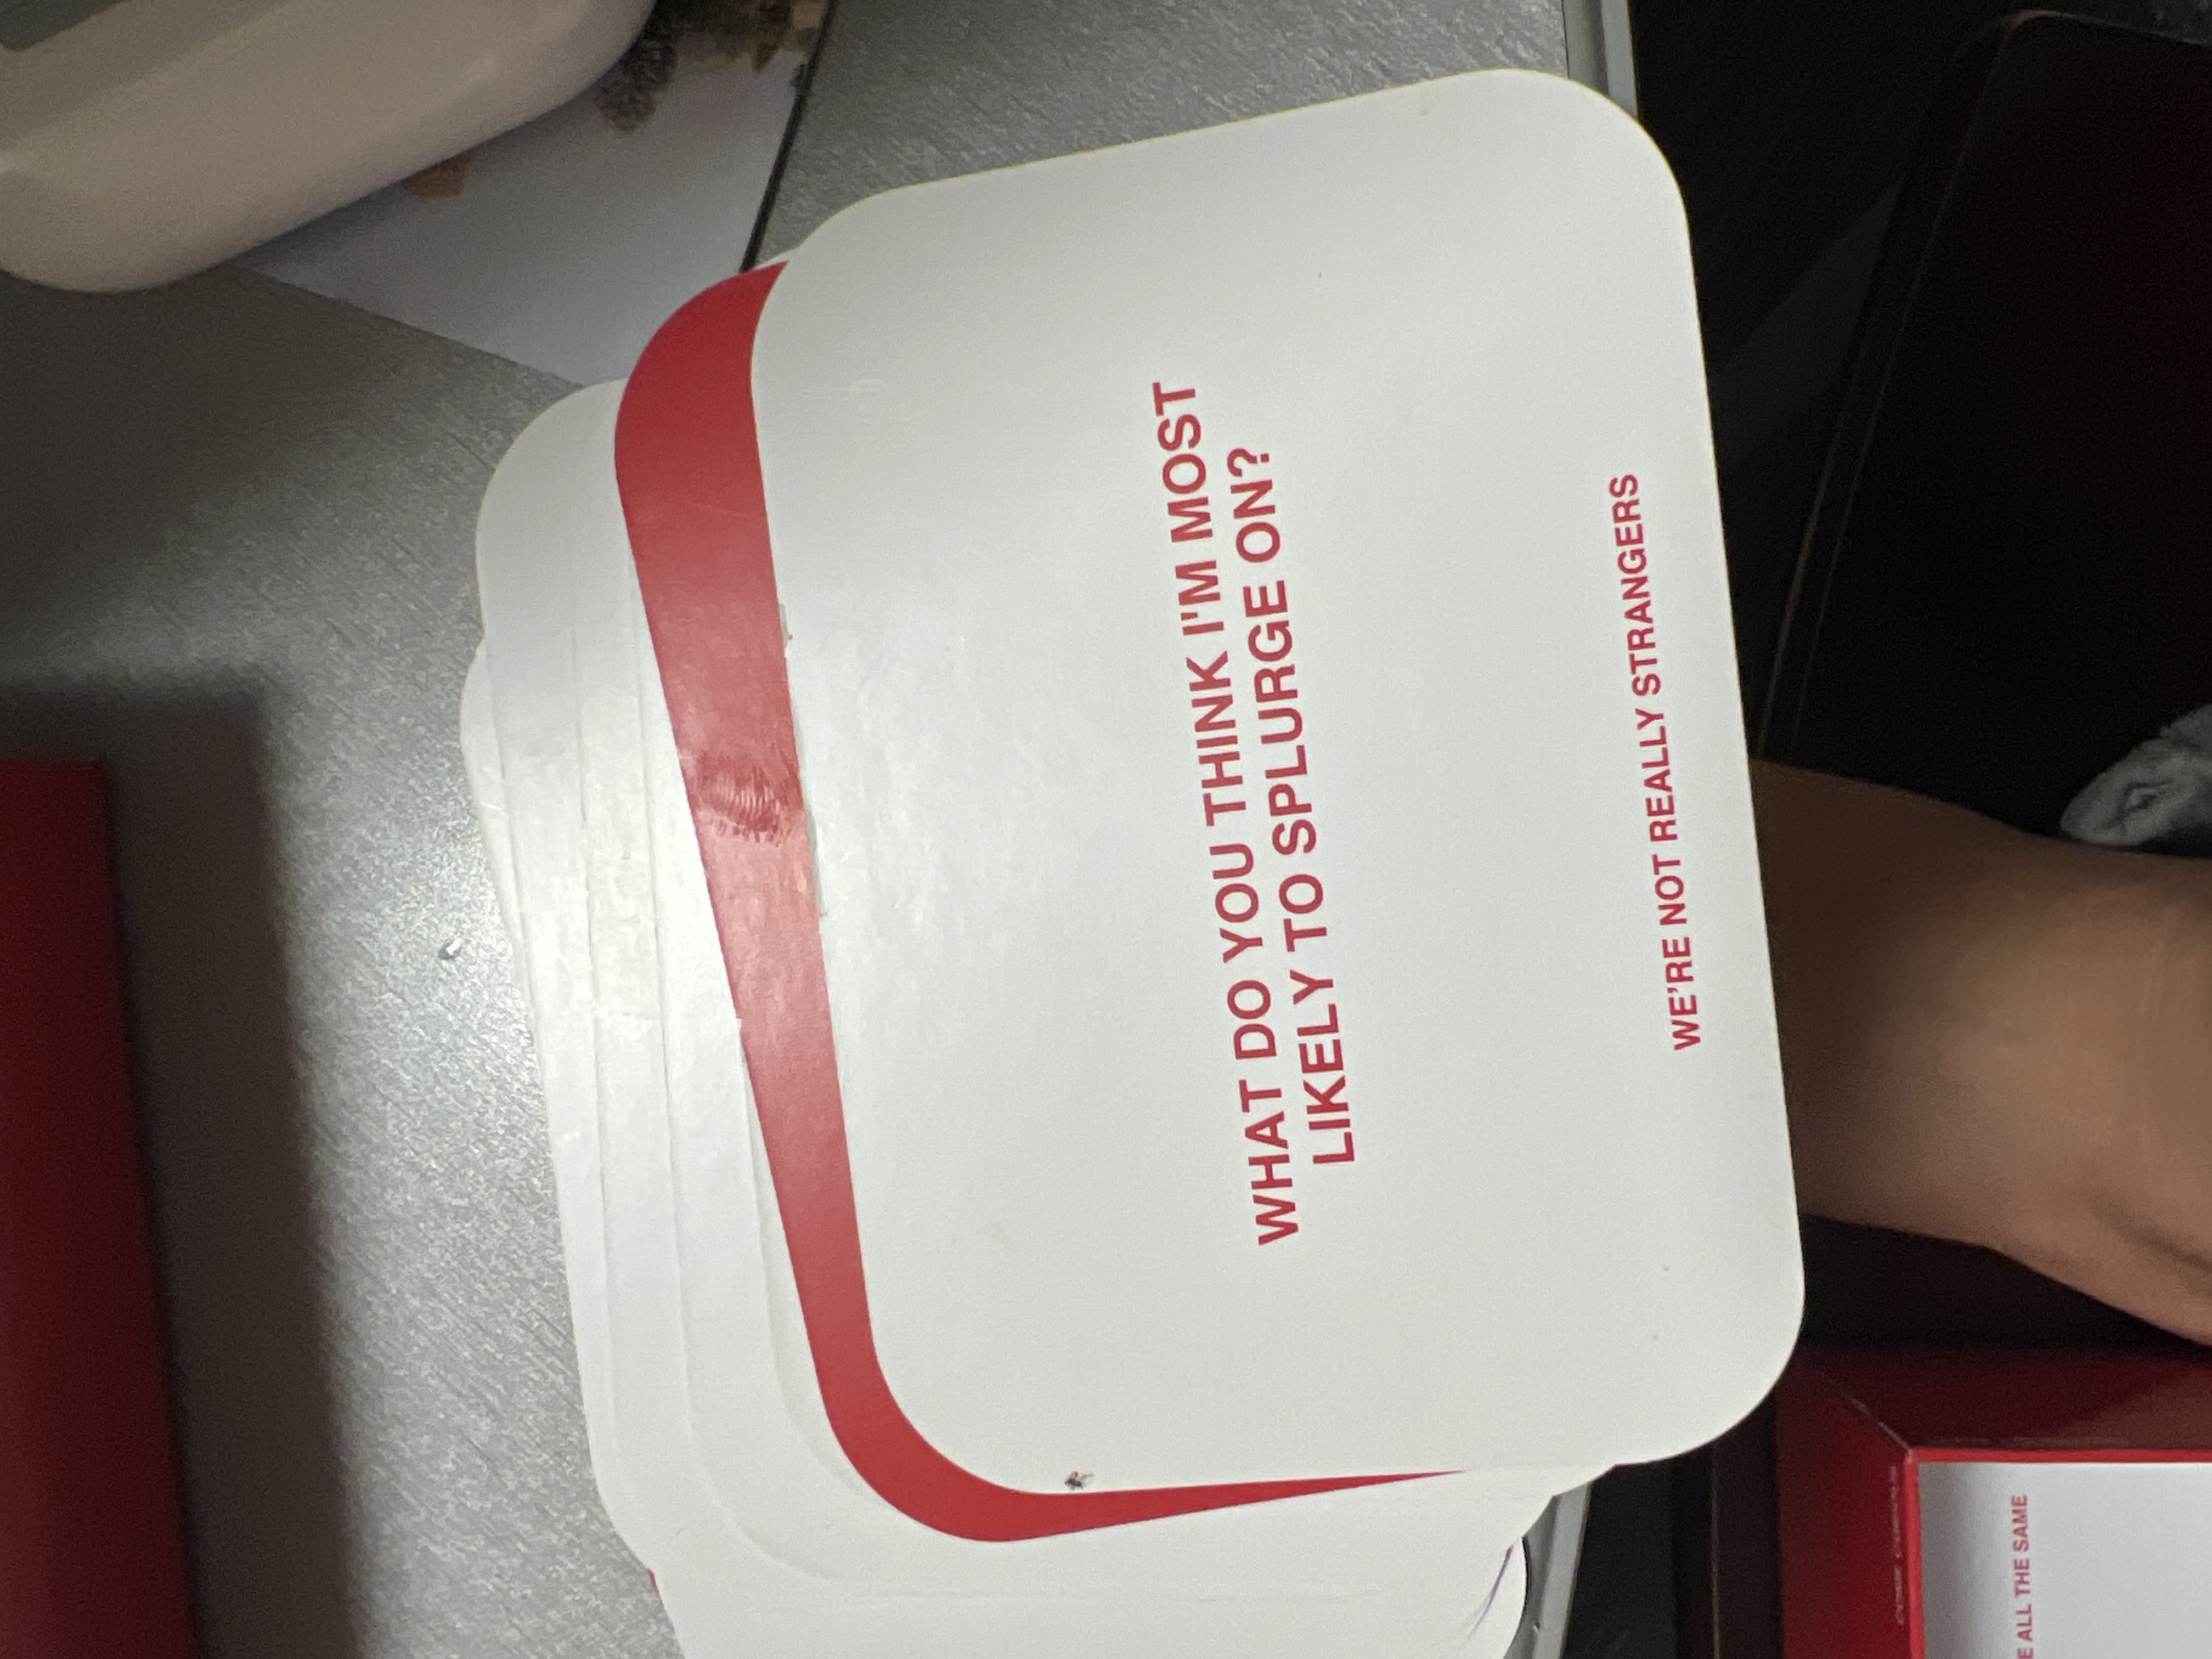 WHAT DO YOU THINK I'M MOST
LIKELY TO SPLURGE ON?
WE'RE NOT REALLY STRANGERS
ALL THE SAME